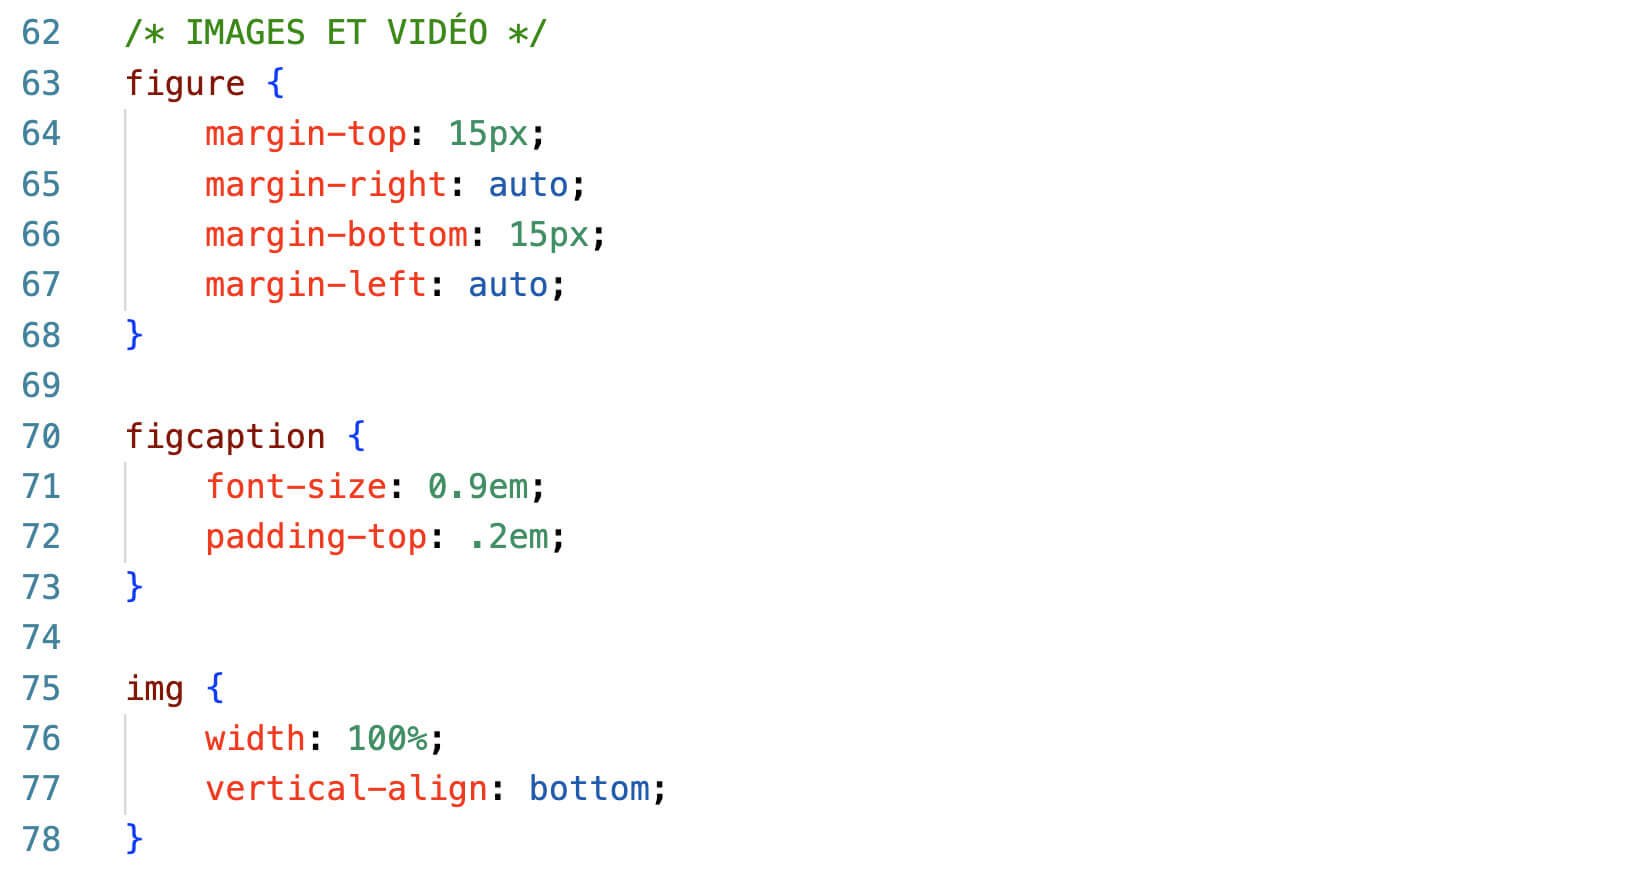 62 /* IMAGES ET VIDÉO */
63 figure {
64 margin-top: 15px;
65 margin-right: auto;
66 margin-bottom: 15px;
67 margin-left: auto;
68 }
69
70 figcaption {
71 font-size: 0.9em;
72 padding-top: .2em;
73 }
74
75 img {
76 width: 100%;
77 vertical-align: bottom;
78 }